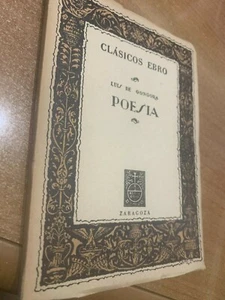 CLÁSICOS EBRO
LUIS DE GONGORA
POESIA
ZARAGOZA